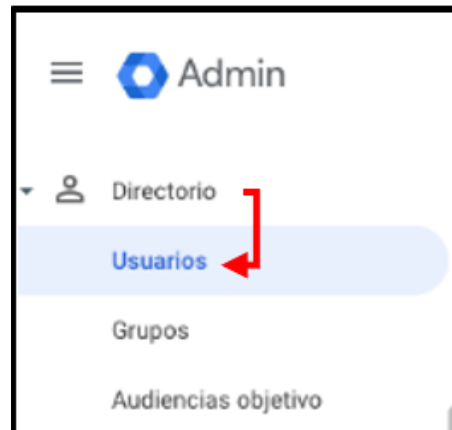 Admin
Directorio
Usuarios
Grupos
Audiencias objetivo